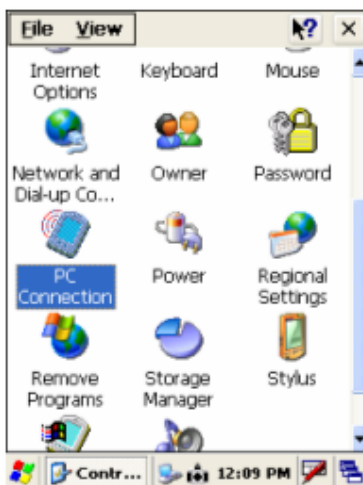 File View
Internet Options Keyboard Mouse
Network and Dial-up Co... Owner Password
PC Connection Power Regional Settings
Remove Programs Storage Manager Stylus
Contr... 12:09 PM